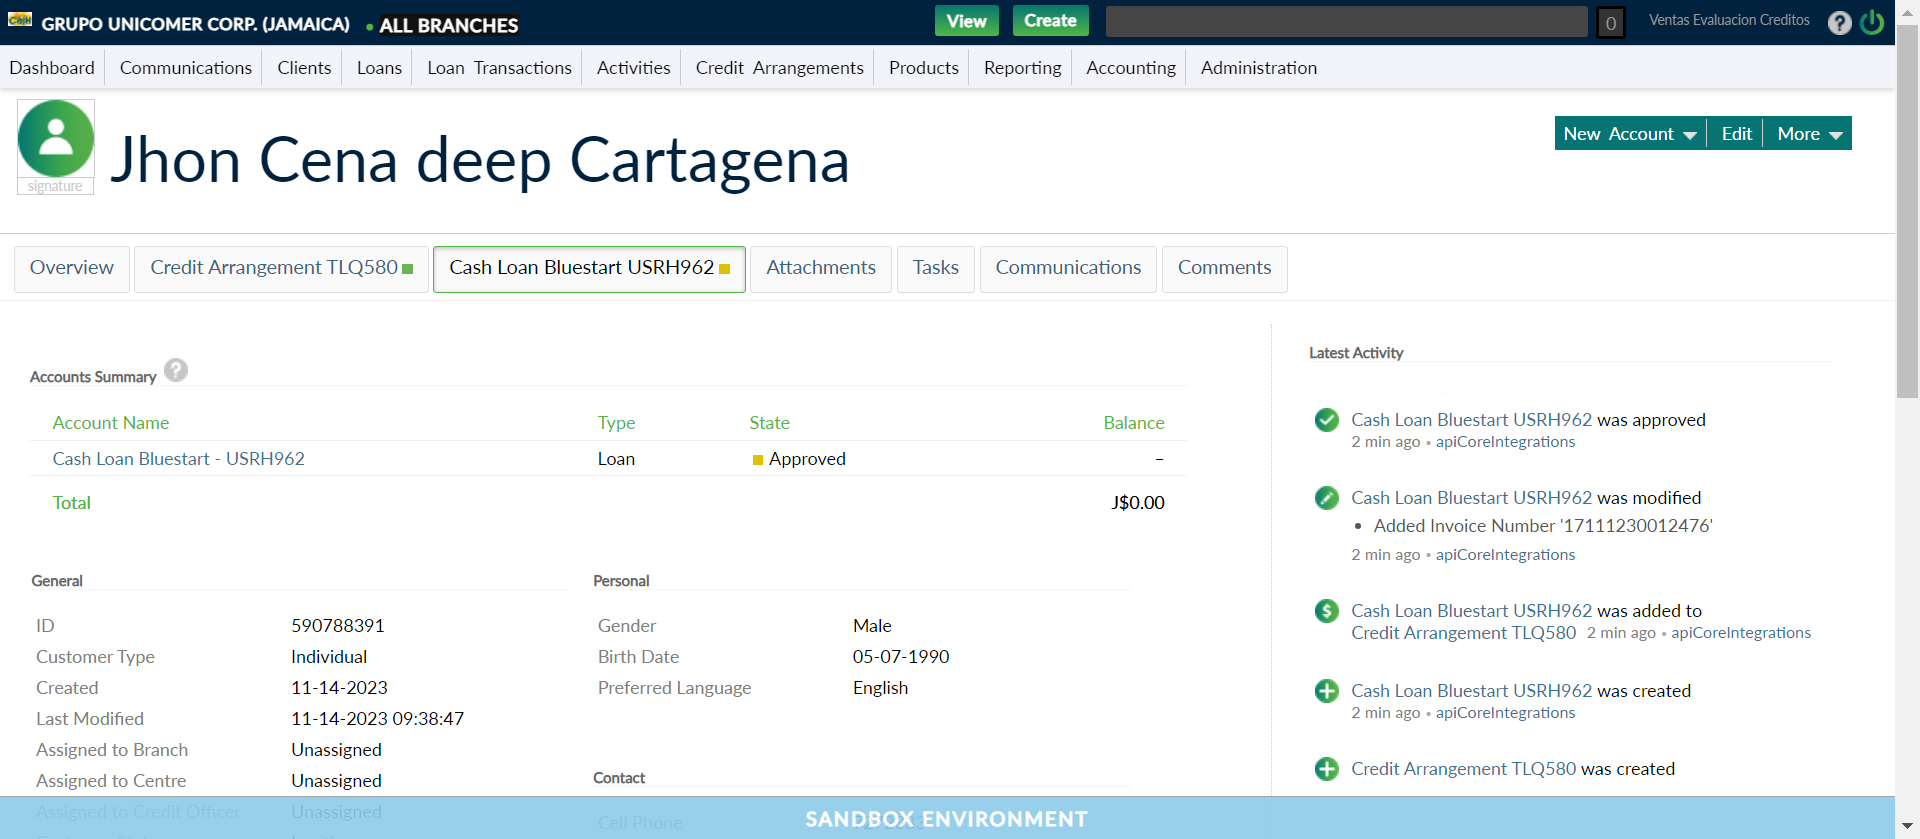 Cash GRUPO UNICOMER CORP. (JAMAICA) • ALL BRANCHES View Create 0 Ventas Evaluacion Creditos ?
Dashboard Communications Clients Loans Loan Transactions Activities Credit Arrangements Products Reporting Accounting Administration
Jhon Cena deep Cartagena
signature
New Account Edit More
Overview Credit Arrangement TLQ580 Cash Loan Bluestart USRH962 Attachments Tasks Communications Comments
Accounts Summary ?
Account Name Type State Balance
Cash Loan Bluestart - USRH962 Loan Approved –
Total J$0.00
General
ID 590788391
Customer Type Individual
Created 11-14-2023
Last Modified 11-14-2023 09:38:47
Assigned to Branch Unassigned
Assigned to Centre Unassigned
Assigned to Credit Officer Unassigned
Personal
Gender Male
Birth Date 05-07-1990
Preferred Language English
Contact
Cell Phone
Latest Activity
Cash Loan Bluestart USRH962 was approved
2 min ago • apiCoreIntegrations
Cash Loan Bluestart USRH962 was modified
• Added Invoice Number '17111230012476'
2 min ago • apiCoreIntegrations
Cash Loan Bluestart USRH962 was added to
Credit Arrangement TLQ580 2 min ago • apiCoreIntegrations
Cash Loan Bluestart USRH962 was created
2 min ago • apiCoreIntegrations
Credit Arrangement TLQ580 was created
SANDBOX ENVIRONMENT